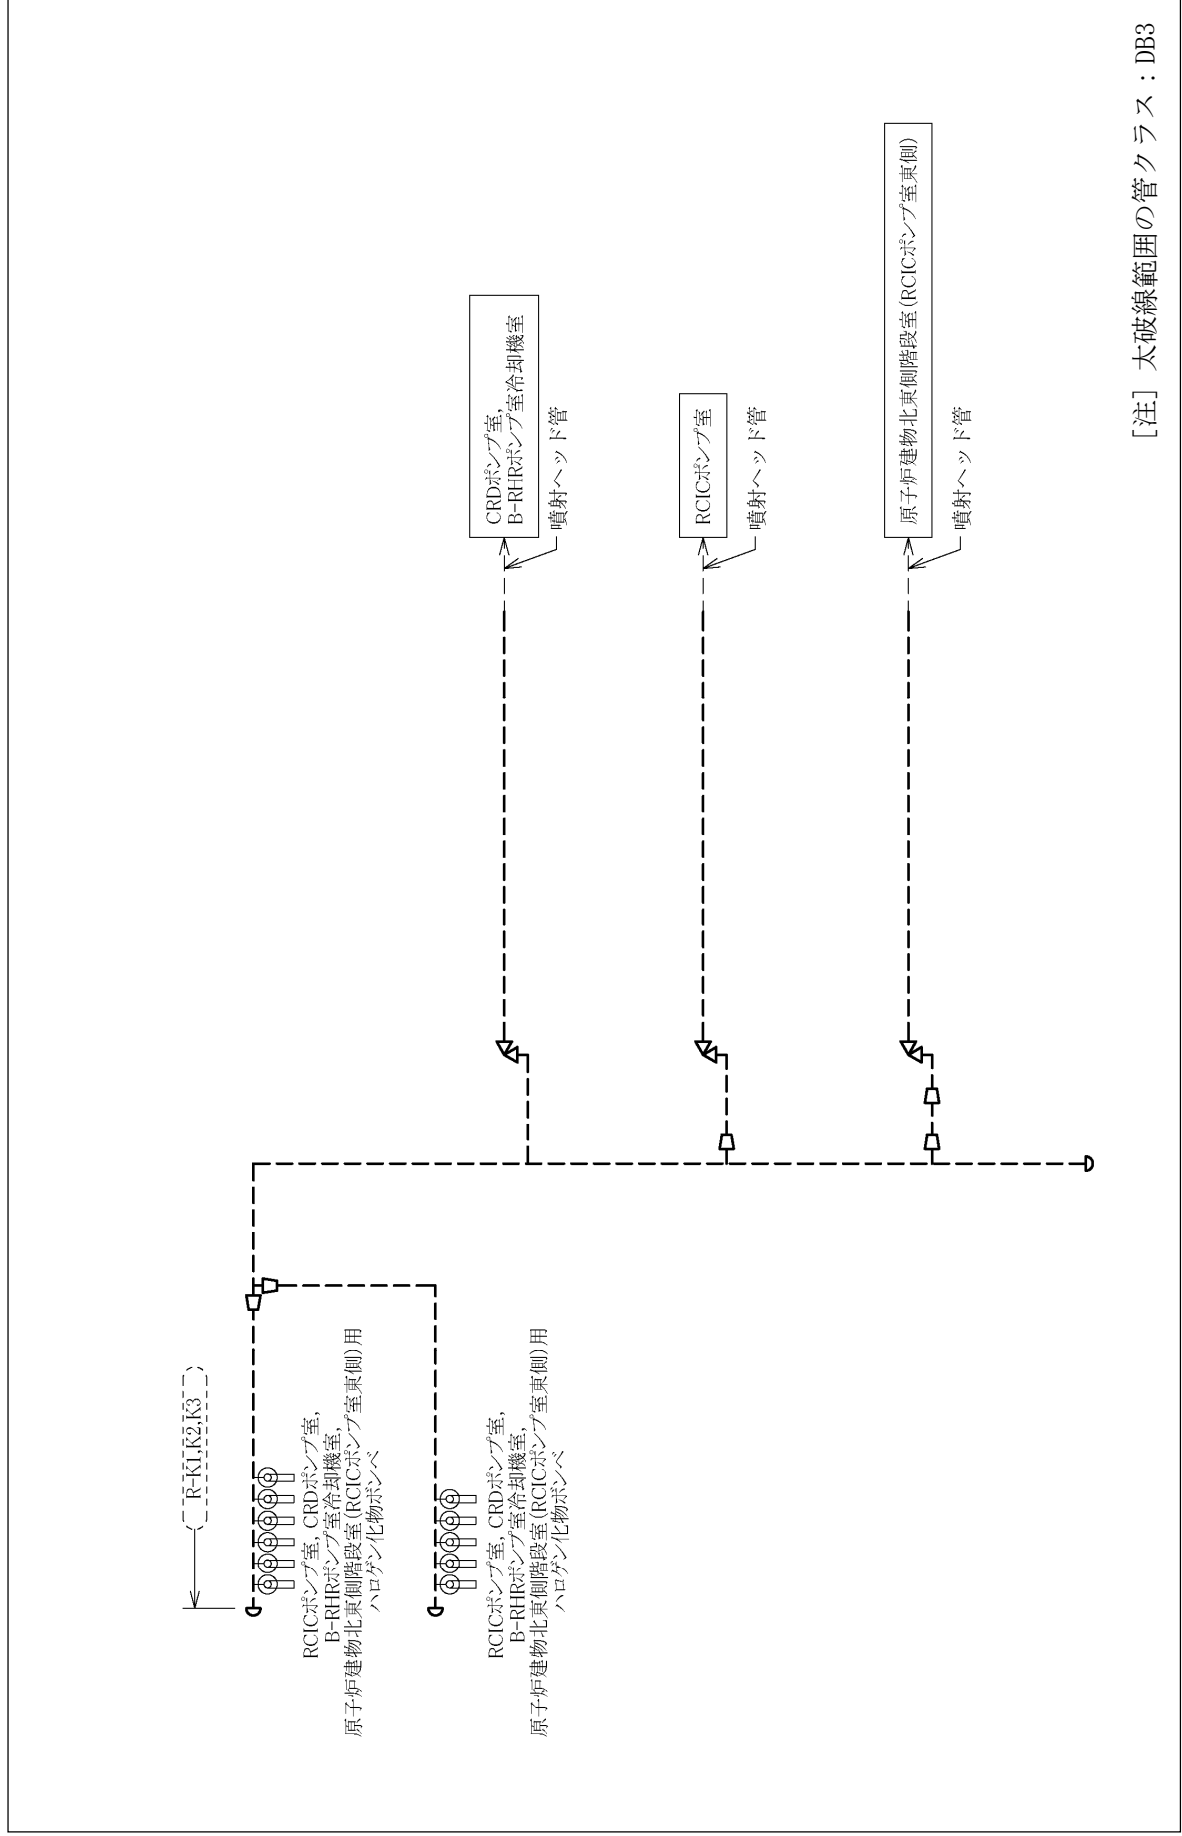 R-K1,K2,K3
RCICポンプ室, CRDポンプ室,
B-RHRポンプ室冷却機室,
原子炉建物北東側階段室(RCICポンプ室東側)用
ハロゲン化物ボンベ
RCICポンプ室, CRDポンプ室,
B-RHRポンプ室冷却機室,
原子炉建物北東側階段室(RCICポンプ室東側)用
ハロゲン化物ボンベ
CRDポンプ室,
B-RHRポンプ室冷却機室
噴射ヘッド管
RCICポンプ室
噴射ヘッド管
原子炉建物北東側階段室(RCICポンプ室東側)
噴射ヘッド管
[注] 太破線範囲の管クラス：DB3